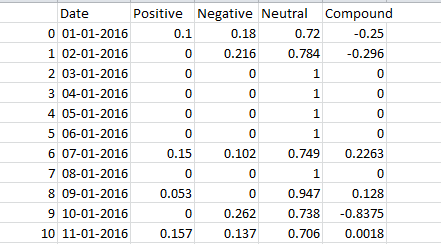 Date Positive Negative Neutral Compound
0 01-01-2016 0.1 0.18 0.72 -0.25
1 02-01-2016 0 0.216 0.784 -0.296
2 03-01-2016 0 0 1 0
3 04-01-2016 0 0 1 0
4 05-01-2016 0 0 1 0
5 06-01-2016 0 0 1 0
6 07-01-2016 0.15 0.102 0.749 0.2263
7 08-01-2016 0 0 1 0
8 09-01-2016 0.053 0 0.947 0.128
9 10-01-2016 0 0.262 0.738 -0.8375
10 11-01-2016 0.157 0.137 0.706 0.0018